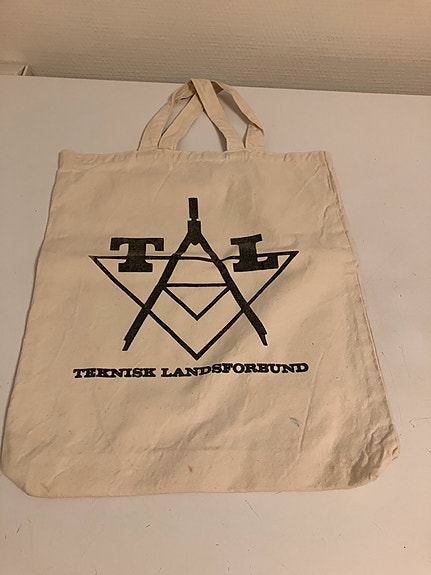 T L
TEKNISK LANDSFORBUND